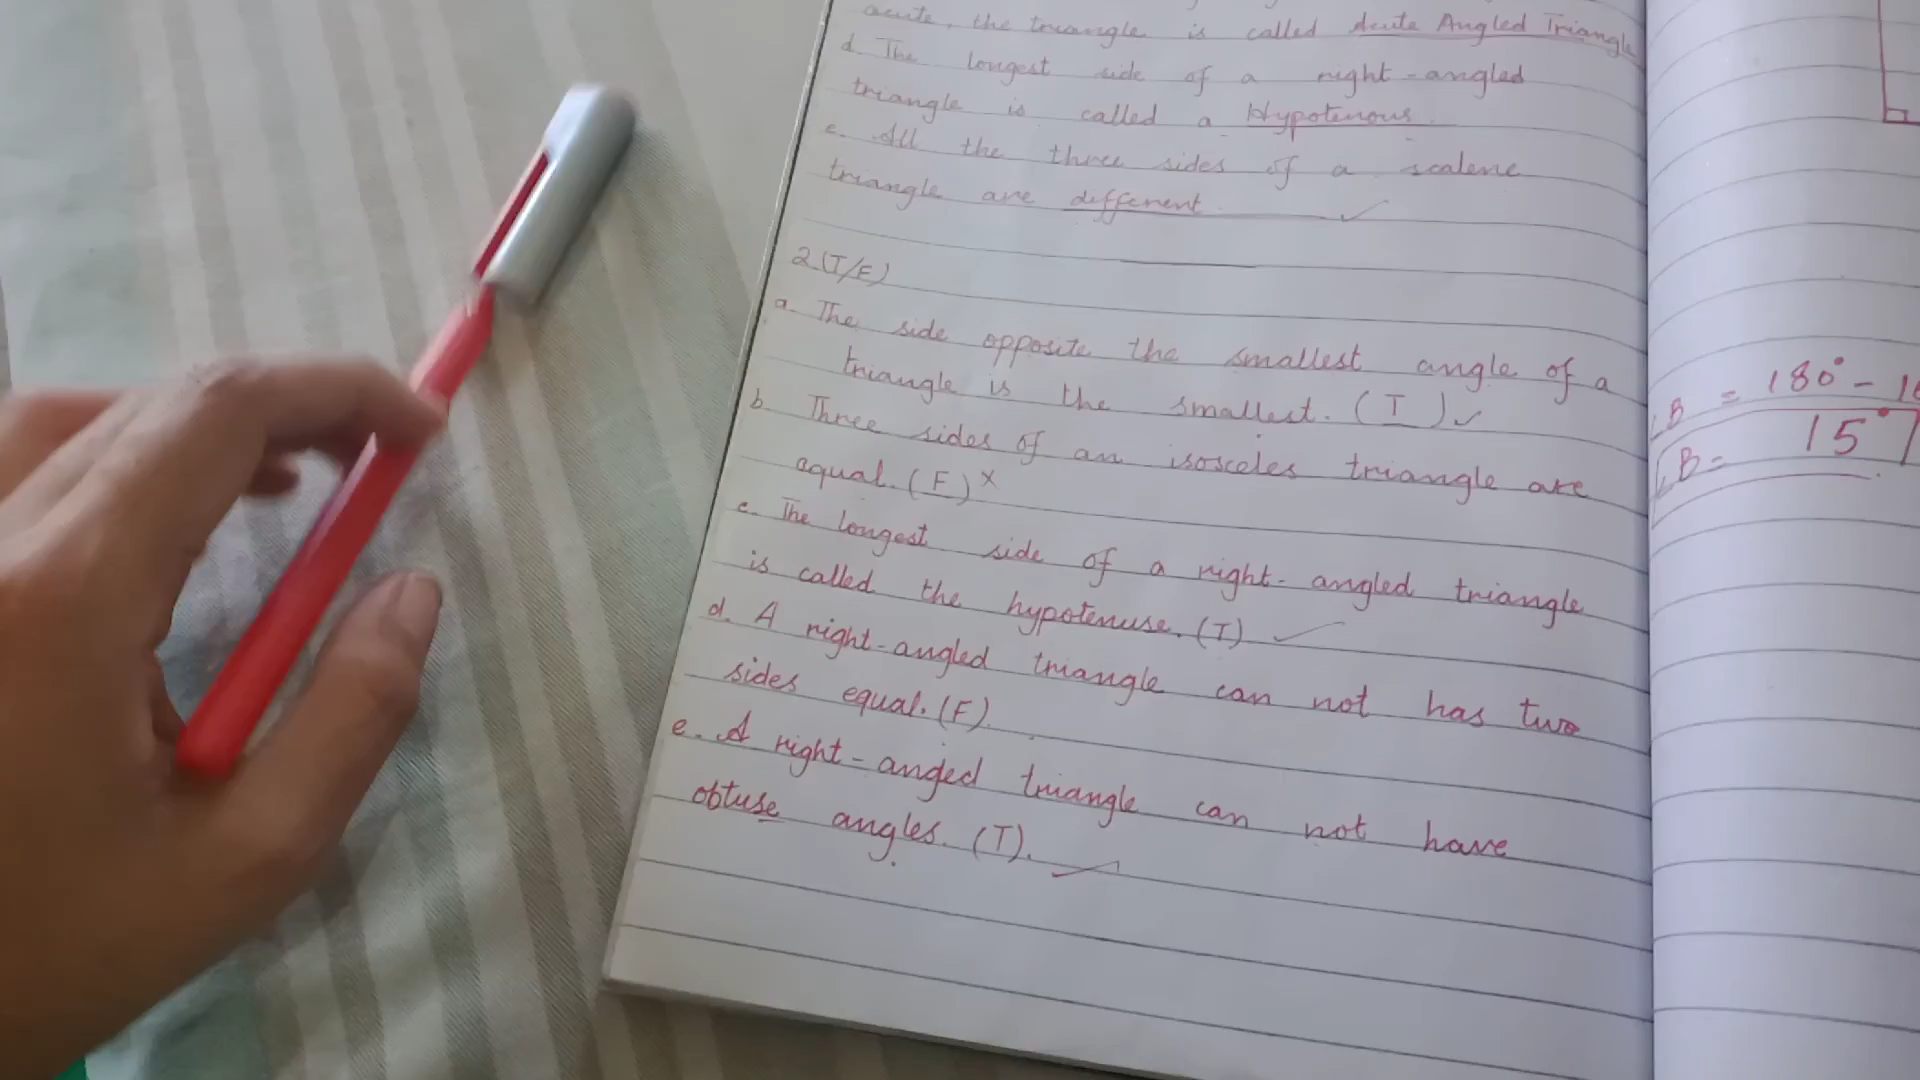 acute, the triangle is called Acute Angled Triangle
d. The longest side of a right-angled
triangle is called a Hypotenous.
e. All the three sides of a scalene
triangle are different. ✓
2.(T/F)
a. The side opposite the smallest angle of a
triangle is the smallest. (T) ✓
b. Three sides of an isosceles triangle are
equal. (F) ×
c. The longest side of a right-angled triangle
is called the hypotenuse. (T) ✓
d. A right-angled triangle can not has two
sides equal. (F)
e. A right-anged triangle can not have
obtuse angles. (T). ✓
∠B = 180° - 1
∠B = 15°